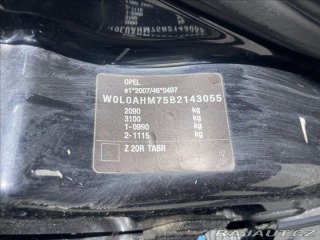 OPEL
e1*2007/46*0497
W0L0AHM75B2143055
2090 kg
3100 kg
1-0990 kg
2-1115 kg
Z 20R TABR
RAJAUT.CZ